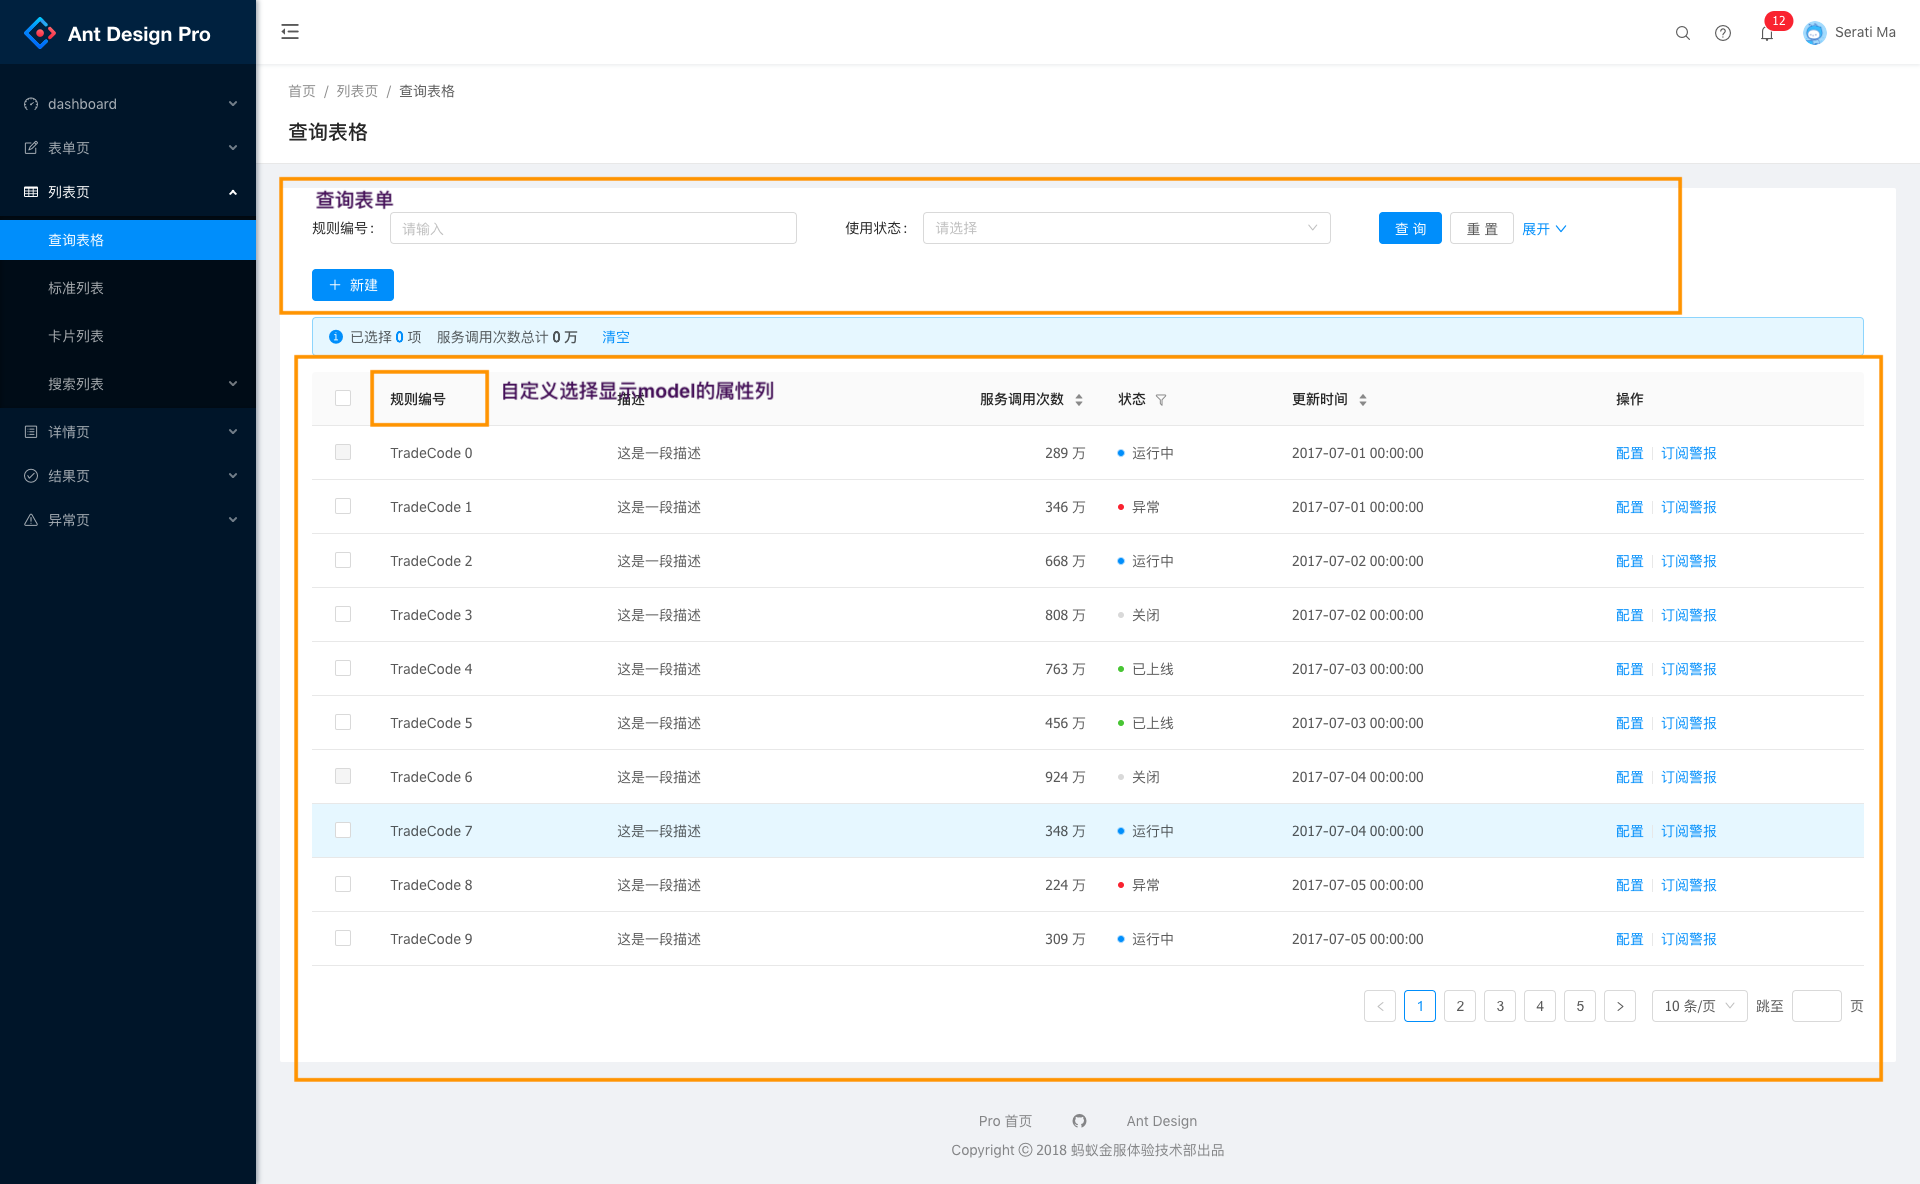 Ant Design Pro
12
Serati Ma
dashboard
表单页
列表页
查询表格
标准列表
卡片列表
搜索列表
详情页
结果页
异常页
首页 / 列表页 / 查询表格
查询表格
查询表单
规则编号： 请输入 使用状态： 请选择 查 询 重 置 展开
+ 新建
已选择 0 项 服务调用次数总计 0 万 清空
自定义选择显示model的属性列
规则编号 描述 服务调用次数 状态 更新时间 操作
TradeCode 0 这是一段描述 289 万 运行中 2017-07-01 00:00:00 配置 订阅警报
TradeCode 1 这是一段描述 346 万 异常 2017-07-01 00:00:00 配置 订阅警报
TradeCode 2 这是一段描述 668 万 运行中 2017-07-02 00:00:00 配置 订阅警报
TradeCode 3 这是一段描述 808 万 关闭 2017-07-02 00:00:00 配置 订阅警报
TradeCode 4 这是一段描述 763 万 已上线 2017-07-03 00:00:00 配置 订阅警报
TradeCode 5 这是一段描述 456 万 已上线 2017-07-03 00:00:00 配置 订阅警报
TradeCode 6 这是一段描述 924 万 关闭 2017-07-04 00:00:00 配置 订阅警报
TradeCode 7 这是一段描述 348 万 运行中 2017-07-04 00:00:00 配置 订阅警报
TradeCode 8 这是一段描述 224 万 异常 2017-07-05 00:00:00 配置 订阅警报
TradeCode 9 这是一段描述 309 万 运行中 2017-07-05 00:00:00 配置 订阅警报
< 1 2 3 4 5 > 10 条/页 跳至 页
Pro 首页 Ant Design
Copyright © 2018 蚂蚁金服体验技术部出品